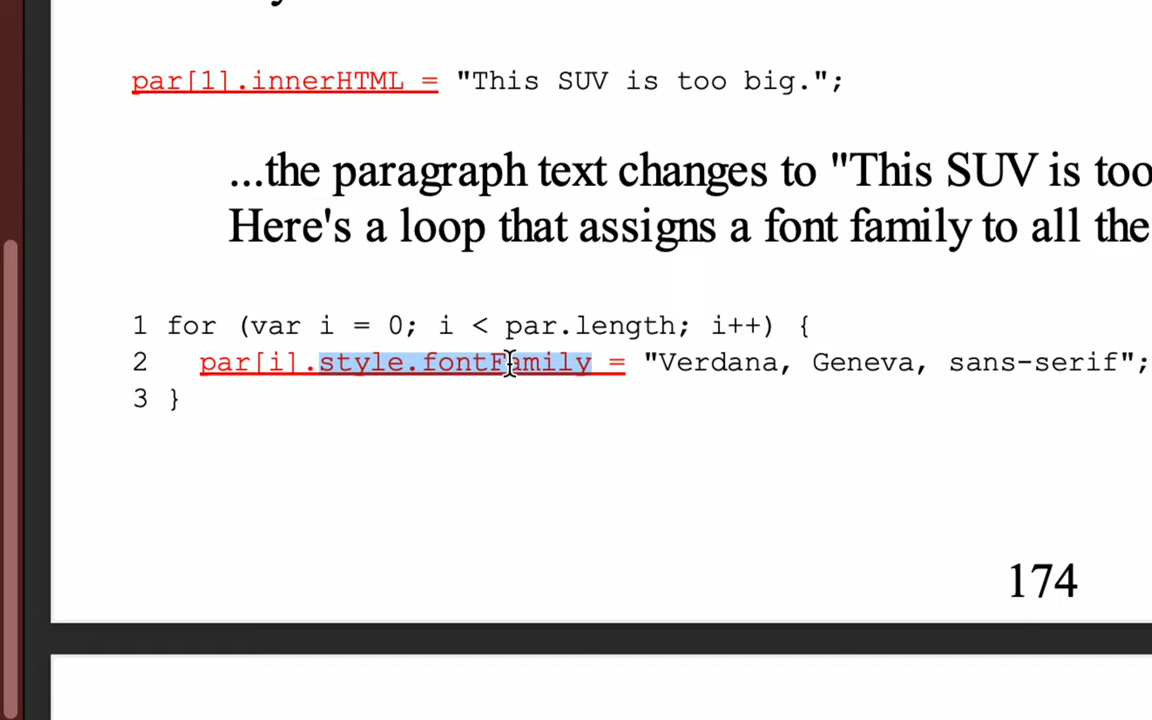 par[1].innerHTML = "This SUV is too big.";
...the paragraph text changes to "This SUV is too
Here's a loop that assigns a font family to all the
1 for (var i = 0; i < par.length; i++) {
2   par[i].style.fontFamily = "Verdana, Geneva, sans-serif";
3 }
174